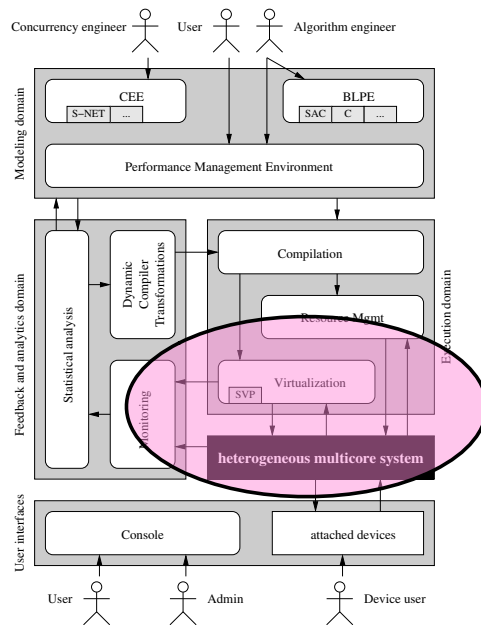 Concurrency engineer
User
Algorithm engineer
Modeling domain
CEE
S-NET
...
BLPE
SAC
C
...
Performance Management Environment
Feedback and analytics domain
Statistical analysis
Dynamic
Compiler
Transformations
Monitoring
Execution domain
Compilation
Resource Mgmt
Virtualization
SVP
heterogeneous multicore system
User interfaces
Console
attached devices
User
Admin
Device user